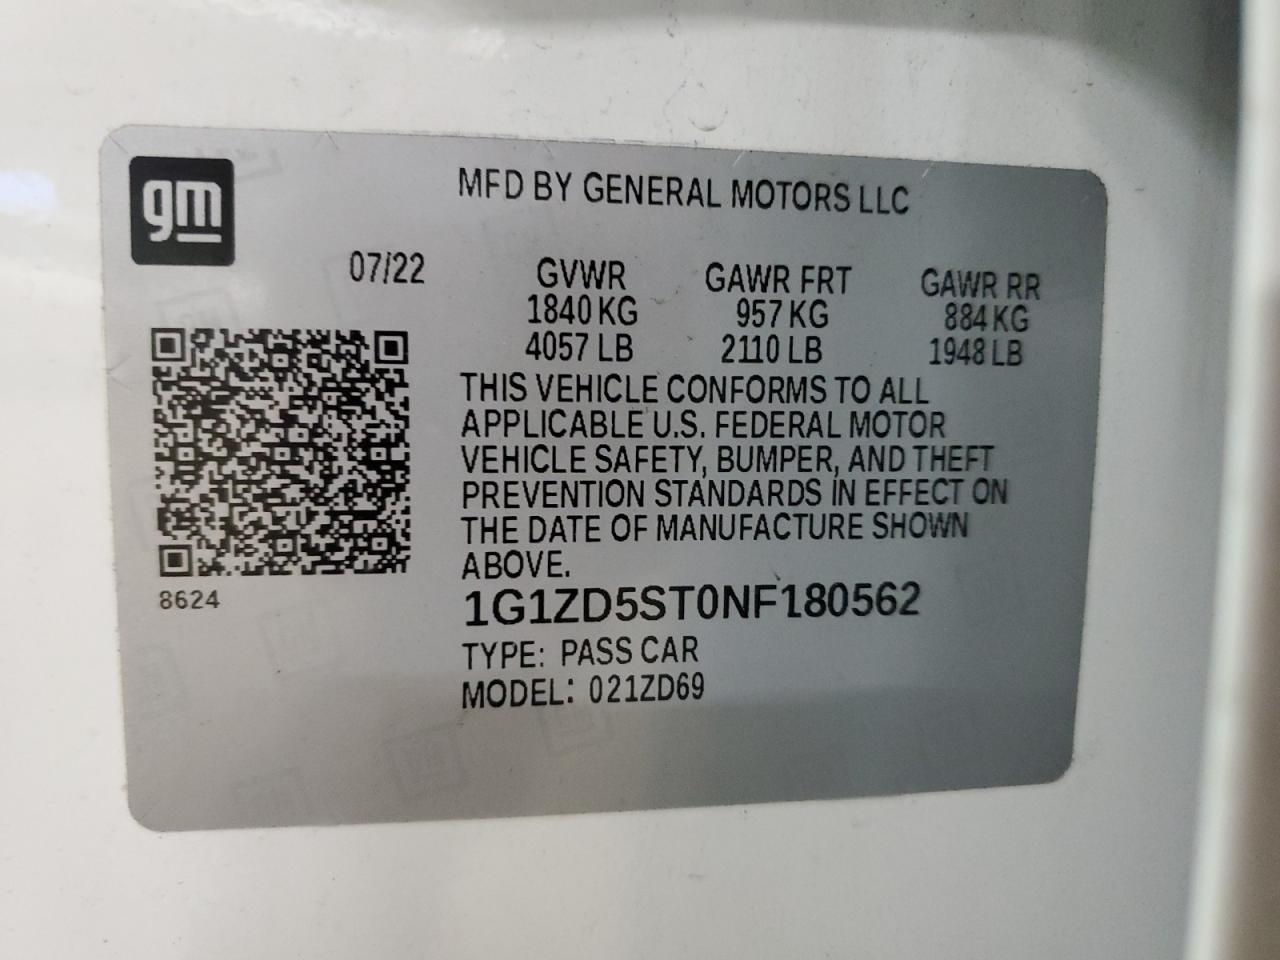 gm
MFD BY GENERAL MOTORS LLC
07/22 GVWR GAWR FRT GAWR RR
1840 KG 957 KG 884 KG
4057 LB 2110 LB 1948 LB
THIS VEHICLE CONFORMS TO ALL
APPLICABLE U.S. FEDERAL MOTOR
VEHICLE SAFETY, BUMPER, AND THEFT
PREVENTION STANDARDS IN EFFECT ON
THE DATE OF MANUFACTURE SHOWN
ABOVE.
8624
1G1ZD5ST0NF180562
TYPE: PASS CAR
MODEL: 021ZD69